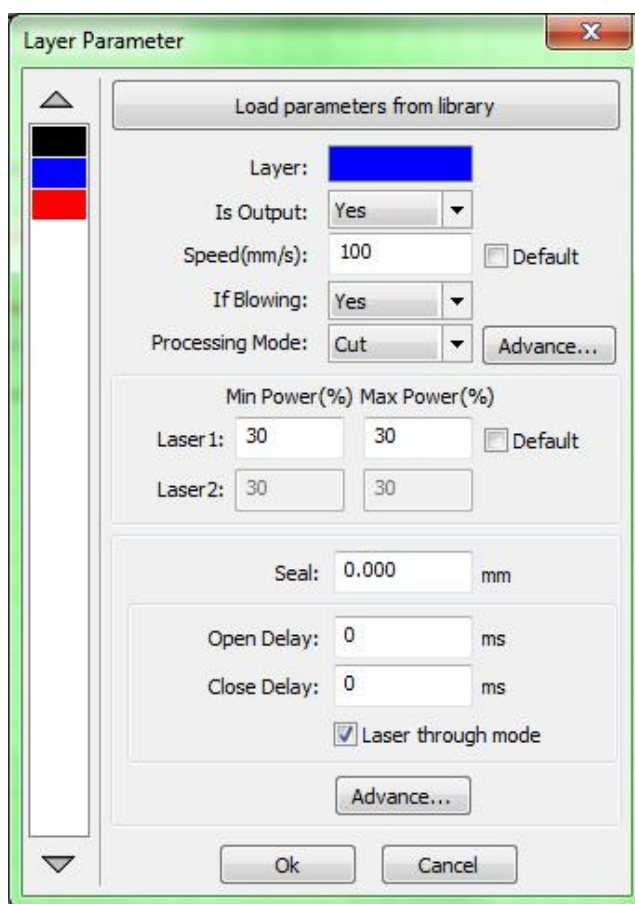 Layer Parameter
Load parameters from library
Layer:
Is Output: Yes
Speed(mm/s): 100 Default
If Blowing: Yes
Processing Mode: Cut Advance...
Min Power(%) Max Power(%)
Laser1: 30 30 Default
Laser2: 30 30
Seal: 0.000 mm
Open Delay: 0 ms
Close Delay: 0 ms
Laser through mode
Advance...
Ok Cancel